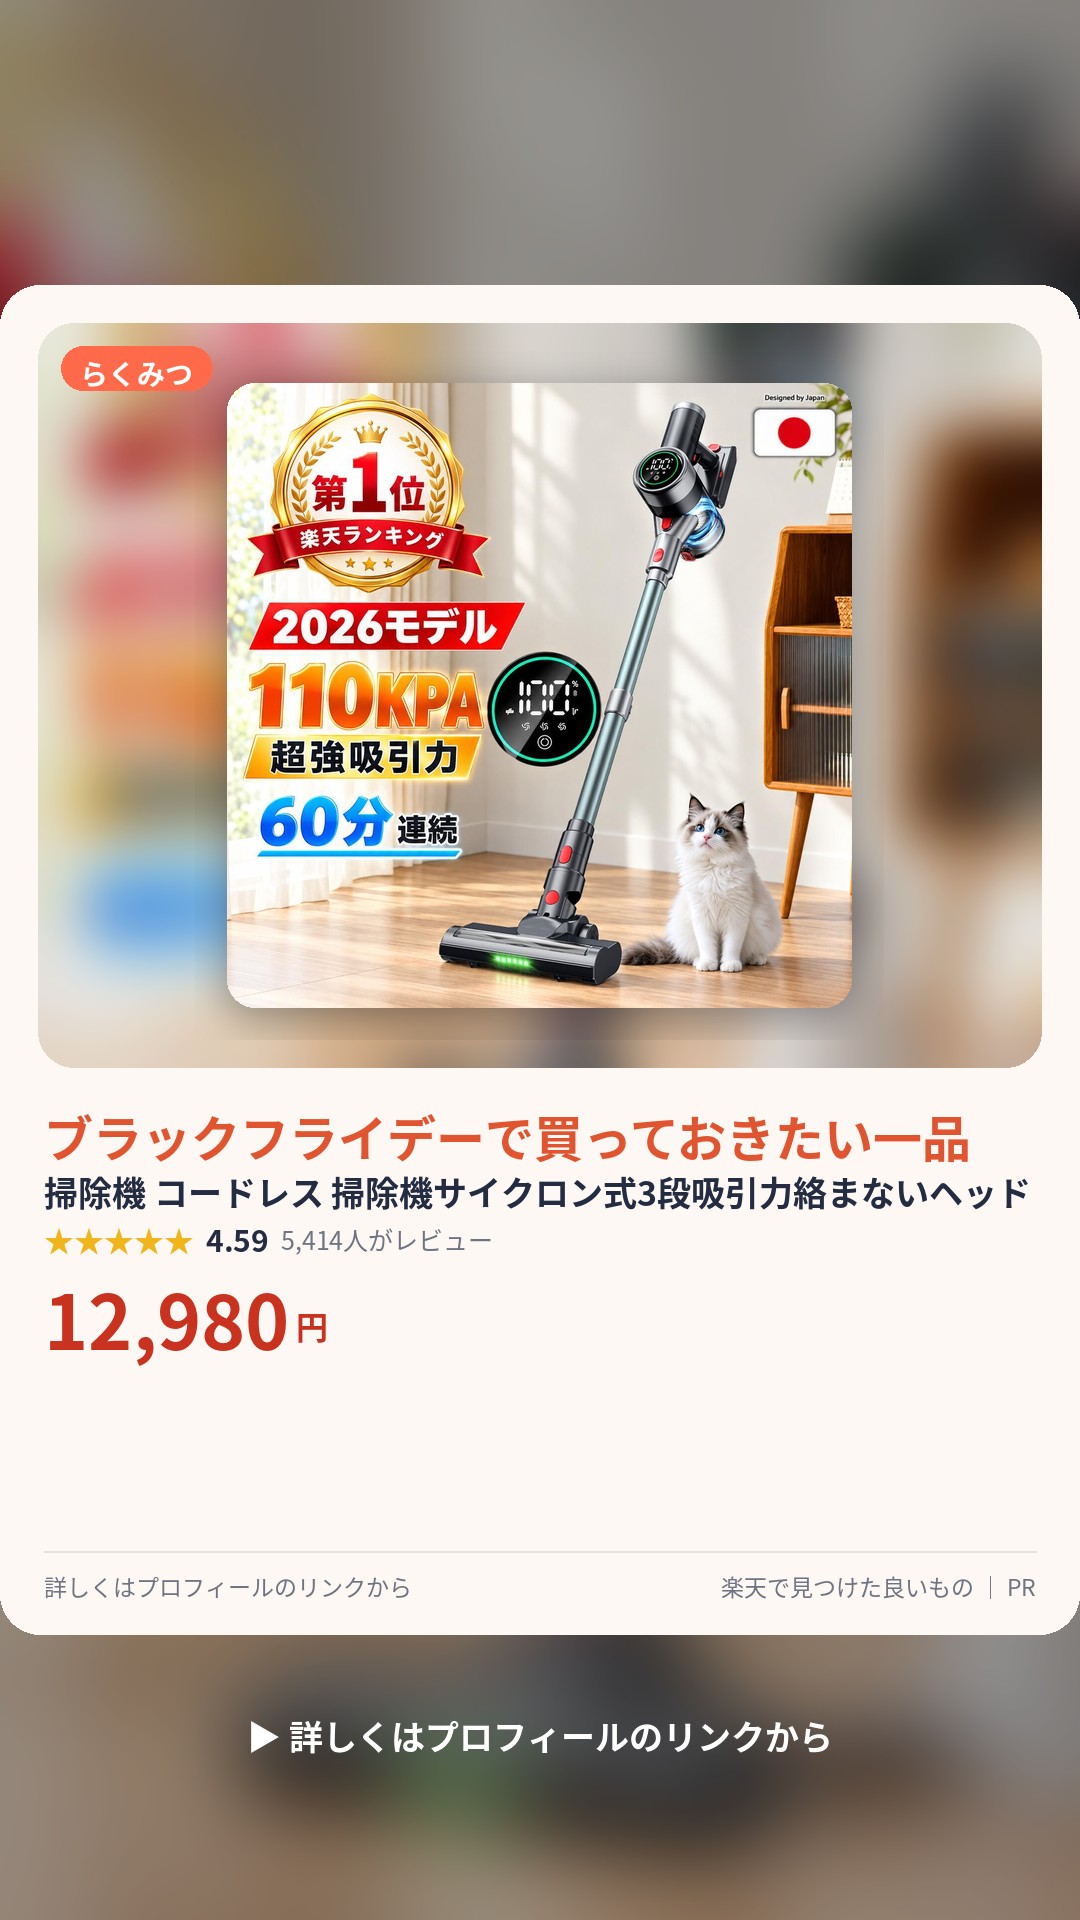 らくみつ
Designed by Japan
第1位
楽天ランキング
2026モデル
110KPA
超強吸引力
60分連続
100%
ブラックフライデーで買っておきたい一品
掃除機 コードレス 掃除機サイクロン式3段吸引力絡まないヘッド
★★★★★ 4.59 5,414人がレビュー
12,980円
詳しくはプロフィールのリンクから
楽天で見つけた良いもの | PR
▶ 詳しくはプロフィールのリンクから